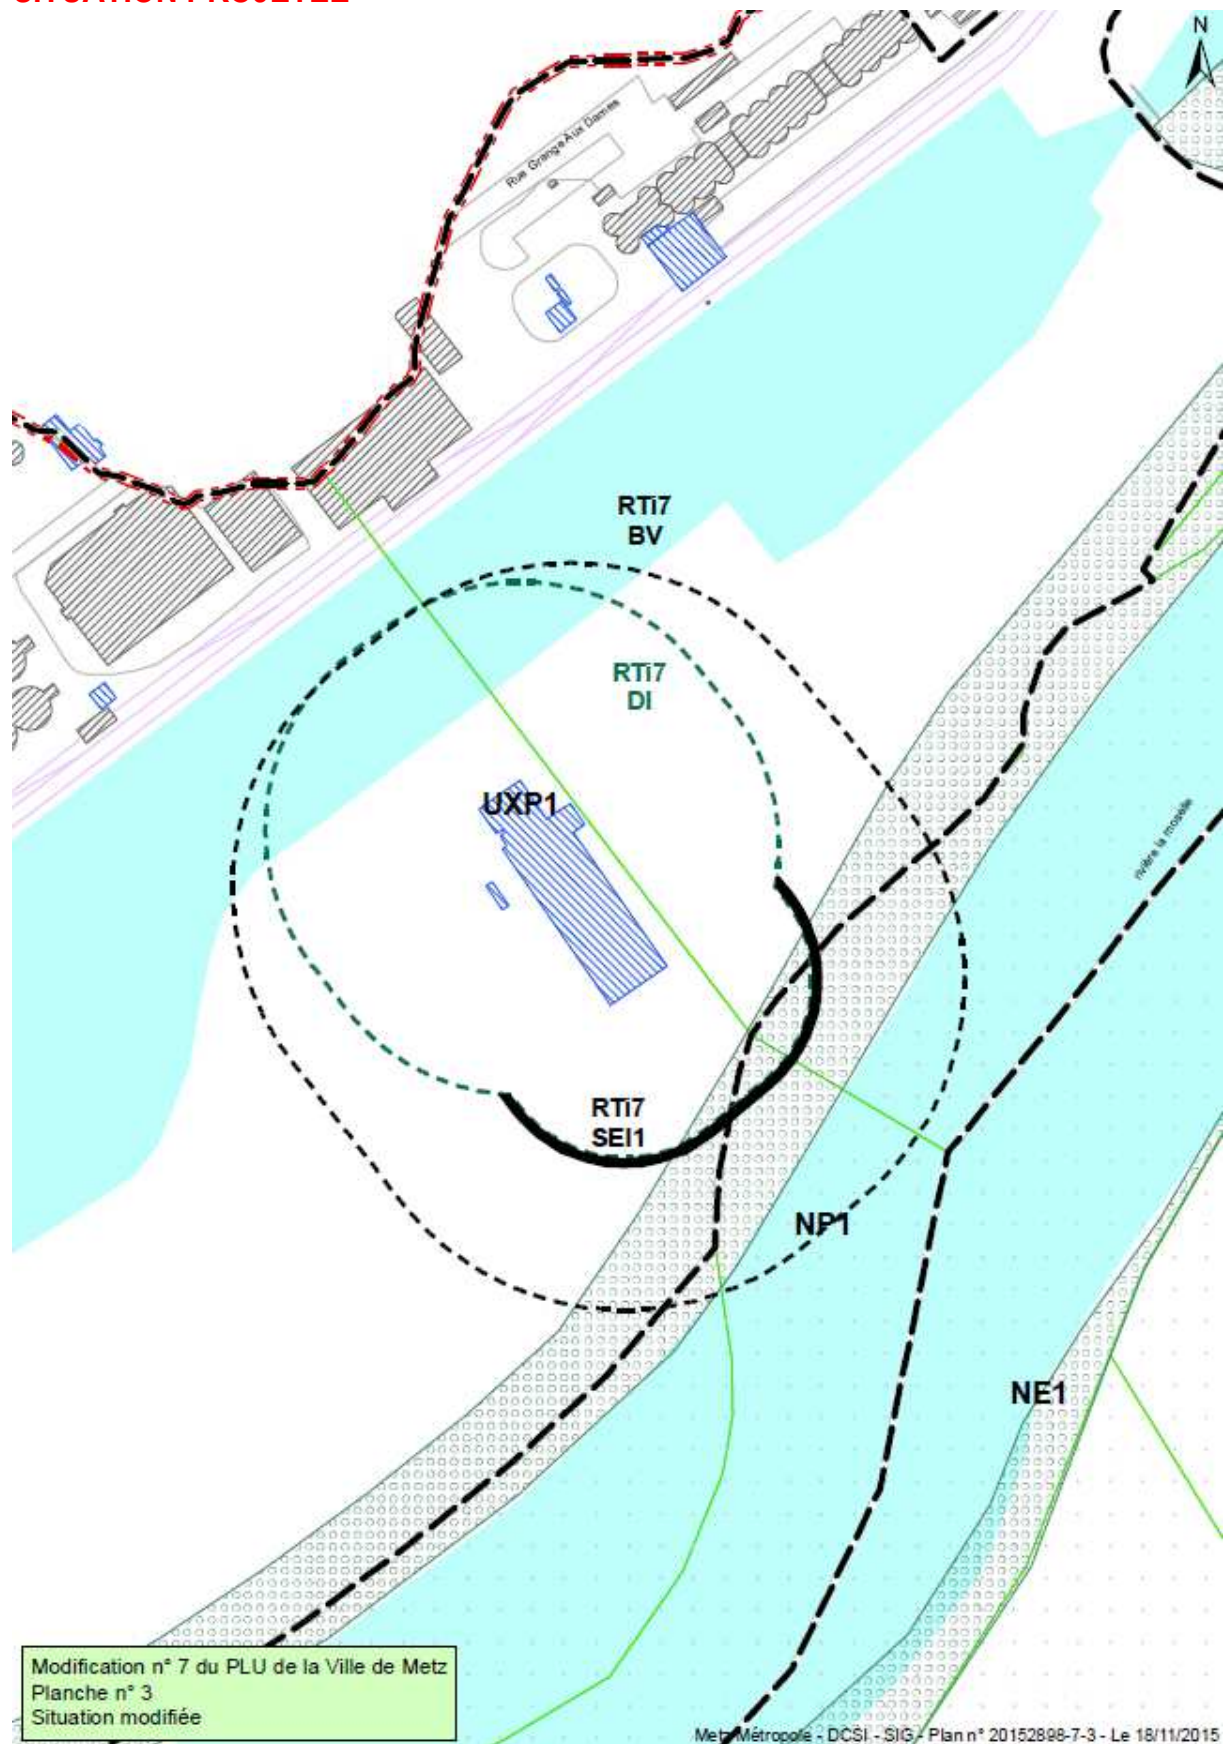 SITUATION PROJETEE
N
Rue Grange Aux Dames
RTi7
BV
RTi7
DI
UXP1
rivière la moselle
RTi7
SEI1
NP1
NE1
Modification n° 7 du PLU de la Ville de Metz
Planche n° 3
Situation modifiée
Metz Métropole - DCSI - SIG - Plan n° 20152898-7-3 - Le 18/11/2015